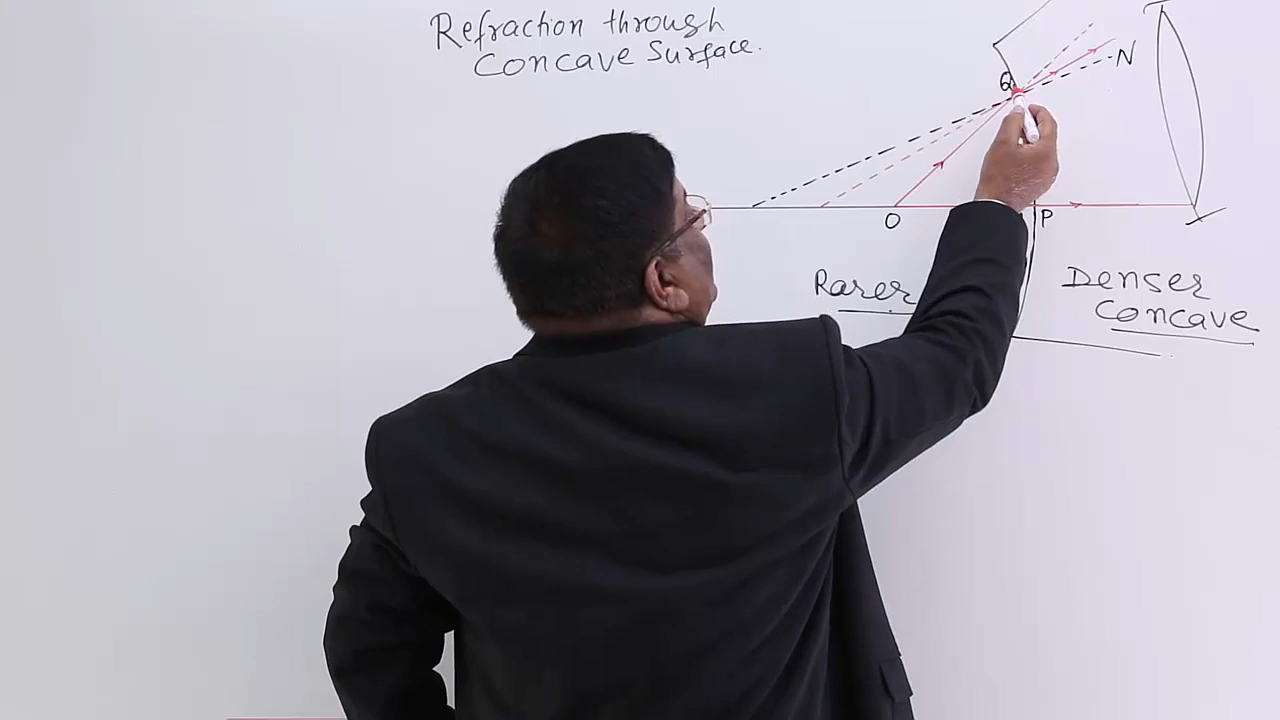 Refraction through
Concave Surface.
Q
N
O
P
Rarer
Denser
Concave